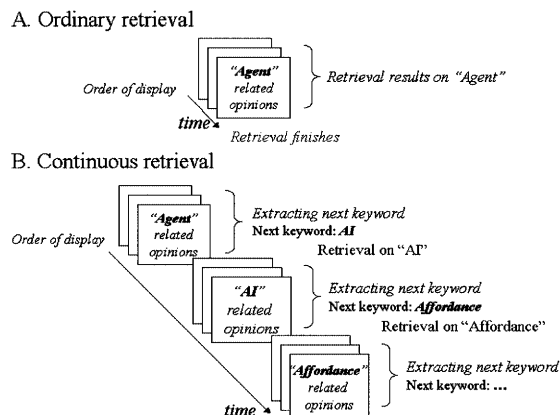 A. Ordinary retrieval
“Agent”
related
opinions
Order of display
Retrieval results on “Agent”
time
Retrieval finishes
B. Continuous retrieval
“Agent”
related
opinions
Order of display
Extracting next keyword
Next keyword: AI
Retrieval on “AI”
“AI”
related
opinions
Extracting next keyword
Next keyword: Affordance
Retrieval on “Affordance”
“Affordance”
related
opinions
Extracting next keyword
Next keyword: ...
time